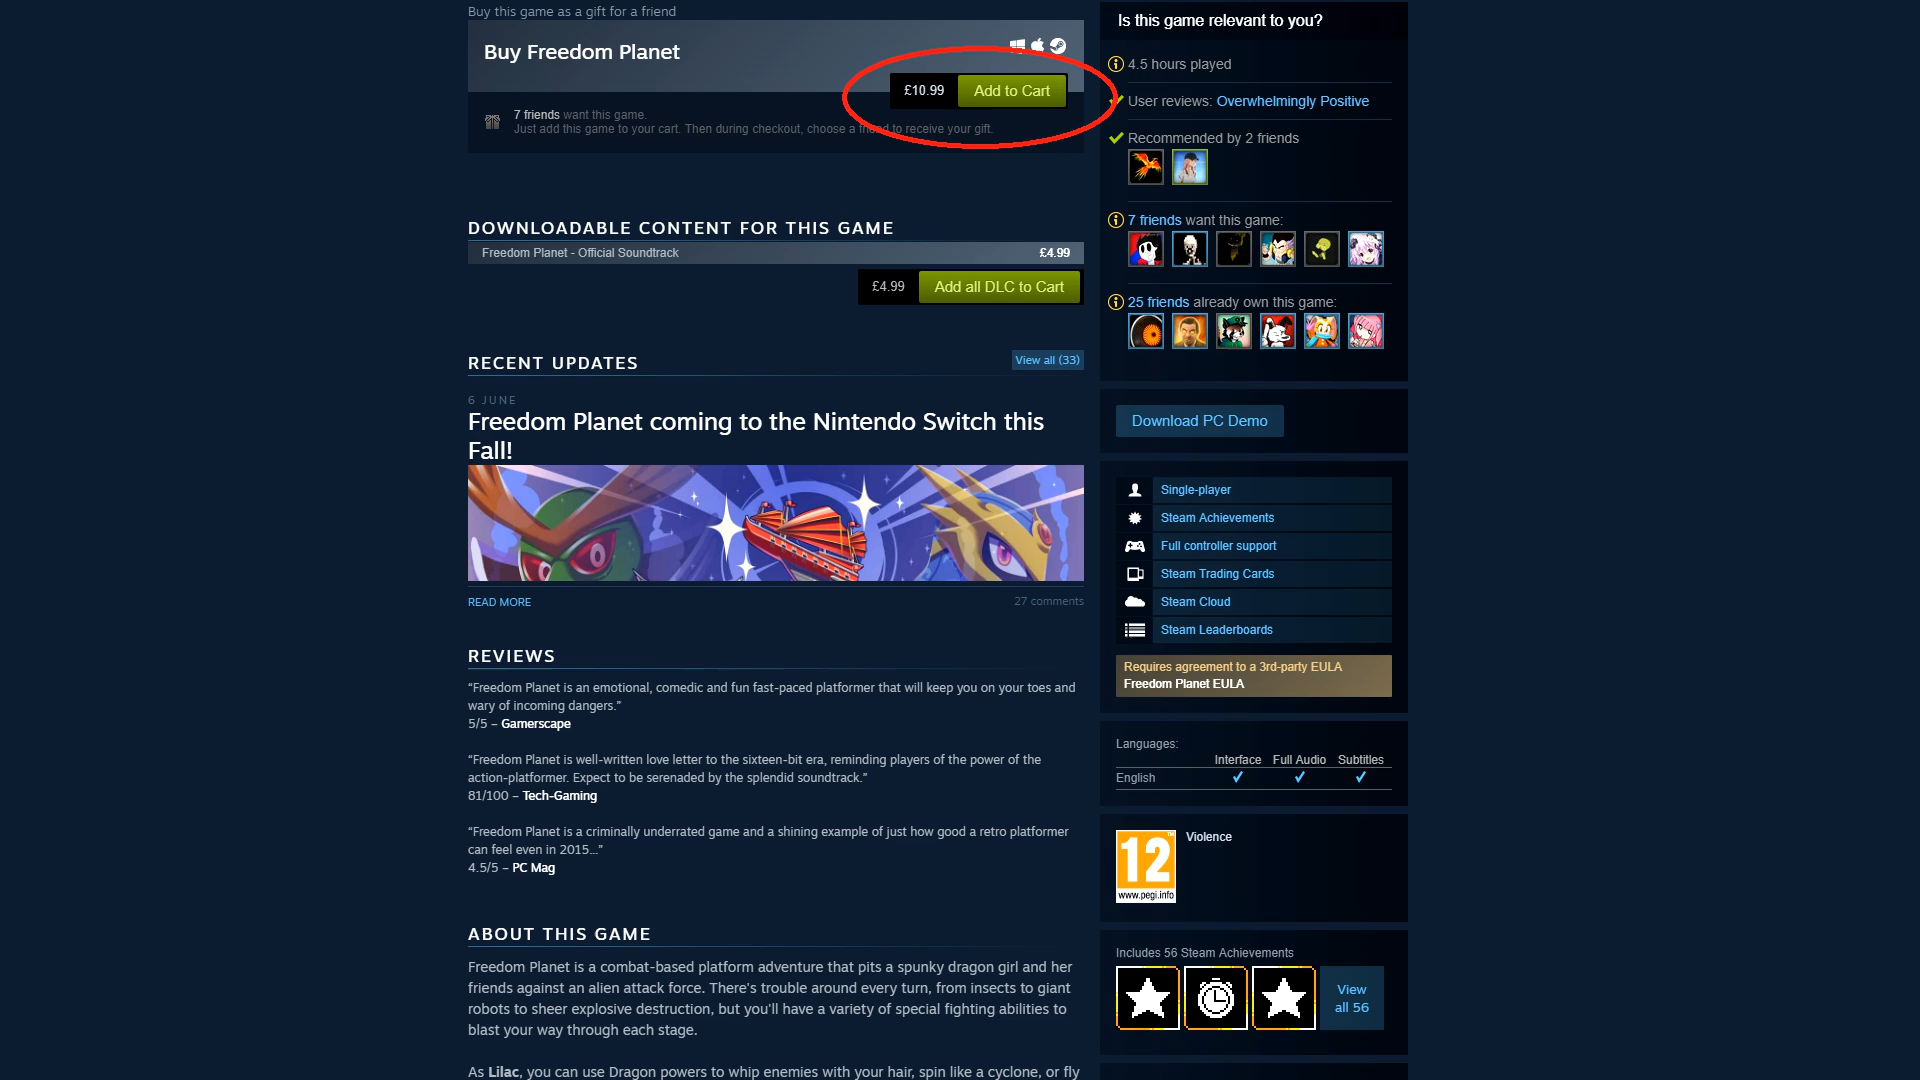 Buy this game as a gift for a friend
Buy Freedom Planet
£10.99 Add to Cart
7 friends want this game.
Just add this game to your cart. Then during checkout, choose a friend to receive your gift.
DOWNLOADABLE CONTENT FOR THIS GAME
Freedom Planet - Official Soundtrack £4.99
£4.99 Add all DLC to Cart
RECENT UPDATES View all (33)
6 JUNE
Freedom Planet coming to the Nintendo Switch this
Fall!
READ MORE 27 comments
REVIEWS
“Freedom Planet is an emotional, comedic and fun fast-paced platformer that will keep you on your toes and
wary of incoming dangers.”
5/5 – Gamerscape
“Freedom Planet is well-written love letter to the sixteen-bit era, reminding players of the power of the
action-platformer. Expect to be serenaded by the splendid soundtrack.”
81/100 – Tech-Gaming
“Freedom Planet is a criminally underrated game and a shining example of just how good a retro platformer
can feel even in 2015...”
4.5/5 – PC Mag
ABOUT THIS GAME
Freedom Planet is a combat-based platform adventure that pits a spunky dragon girl and her
friends against an alien attack force. There's trouble around every turn, from insects to giant
robots to sheer explosive destruction, but you'll have a variety of special fighting abilities to
blast your way through each stage.
As Lilac, you can use Dragon powers to whip enemies with your hair, spin like a cyclone, or fly
Is this game relevant to you?
4.5 hours played
User reviews: Overwhelmingly Positive
Recommended by 2 friends
7 friends want this game:
25 friends already own this game:
Download PC Demo
Single-player
Steam Achievements
Full controller support
Steam Trading Cards
Steam Cloud
Steam Leaderboards
Requires agreement to a 3rd-party EULA
Freedom Planet EULA
Languages:
Interface Full Audio Subtitles
English ✔ ✔ ✔
12 TM
www.pegi.info
Violence
Includes 56 Steam Achievements
View
all 56